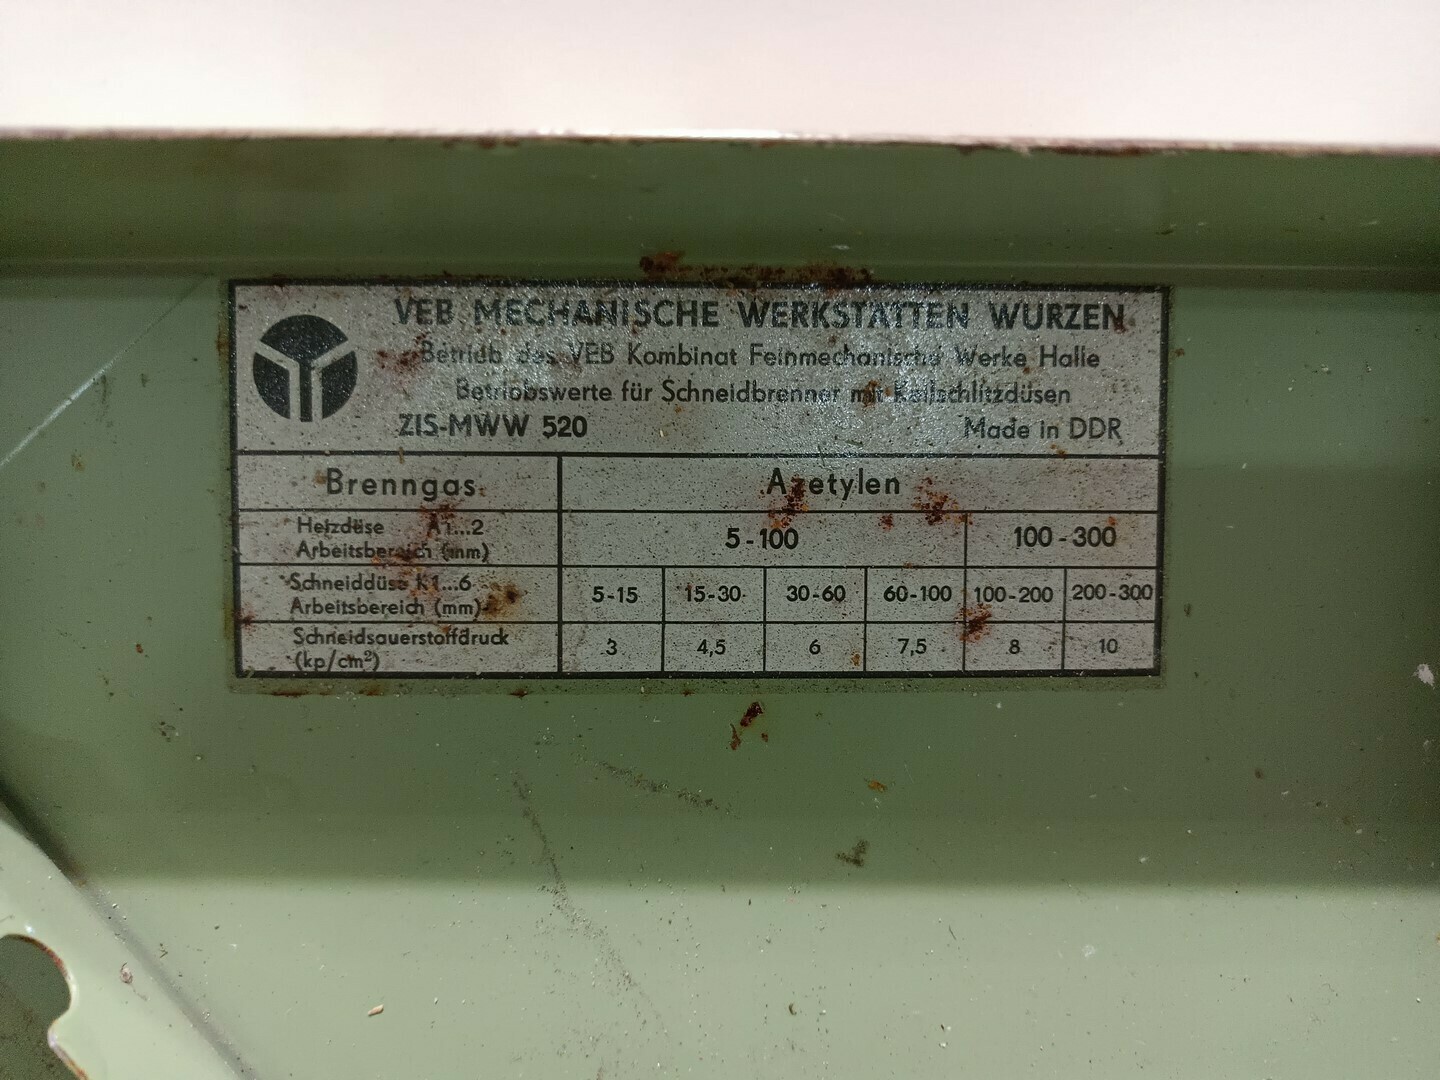 VEB MECHANISCHE WERKSTÄTTEN WURZEN
Betrieb des VEB Kombinat Feinmechanische Werke Halle
Betriebswerte für Schneidbrenner mit Keilschlitzdüsen
ZIS-MWW 520 Made in DDR
Brenngas Azetylen
Heizdüse A1...2
Arbeitsbereich (mm) 5-100 100-300
Schneiddüse K1...6
Arbeitsbereich (mm) 5-15 15-30 30-60 60-100 100-200 200-300
Schneidsauerstoffdruck
(kp/cm²) 3 4,5 6 7,5 8 10